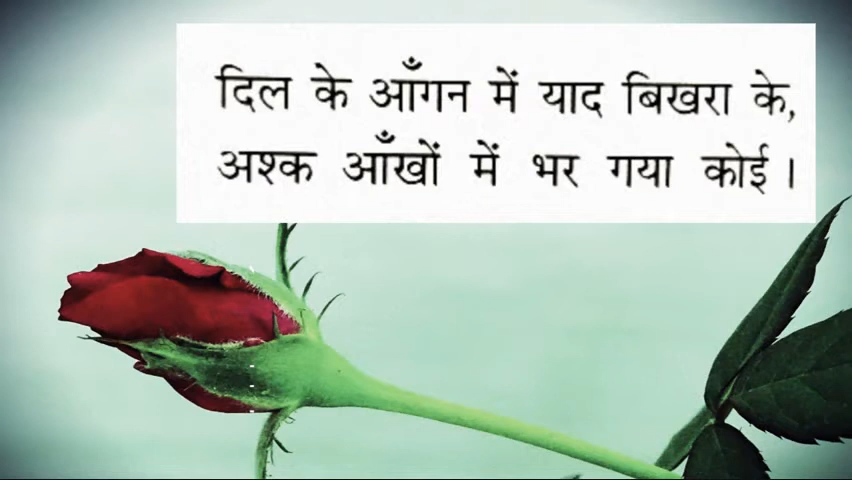 दिल के आँगन में याद बिखरा के,
अश्क आँखों में भर गया कोई।